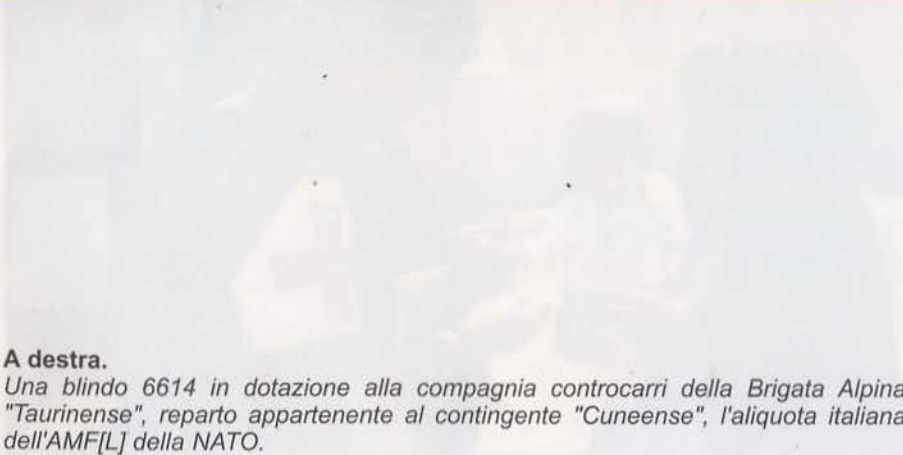 A destra.
Una blindo 6614 in dotazione alla compagnia controcarri della Brigata Alpina
"Taurinense", reparto appartenente al contingente "Cuneense", l'aliquota italiana
dell'AMF[L] della NATO.